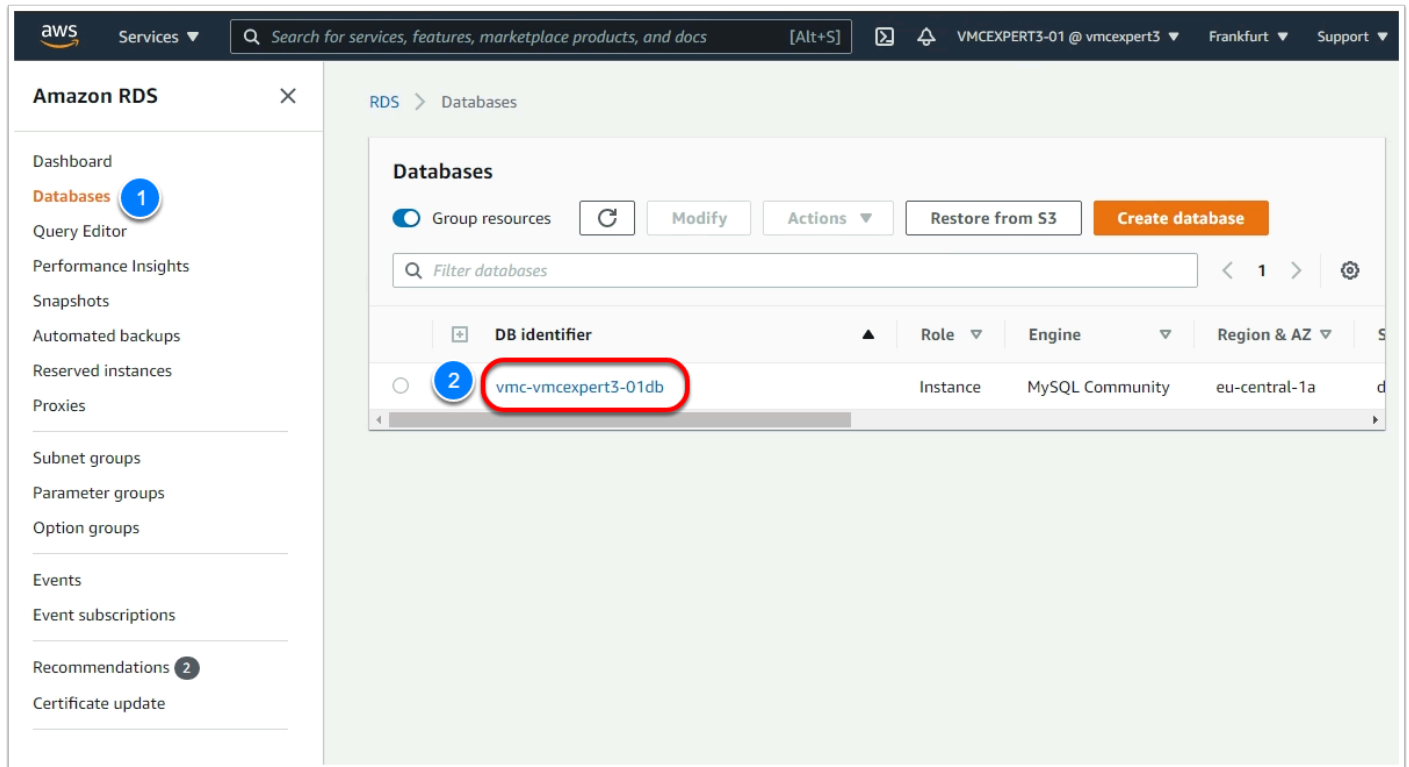 aws Services Search for services, features, marketplace products, and docs [Alt+S] VMCEXPERT3-01 @ vmcexpert3 Frankfurt Support
Amazon RDS
Dashboard
Databases 1
Query Editor
Performance Insights
Snapshots
Automated backups
Reserved instances
Proxies
Subnet groups
Parameter groups
Option groups
Events
Event subscriptions
Recommendations 2
Certificate update
RDS > Databases
Databases
Group resources Modify Actions Restore from S3 Create database
Filter databases < 1 >
DB identifier Role Engine Region & AZ S
2 vmc-vmcexpert3-01db Instance MySQL Community eu-central-1a d